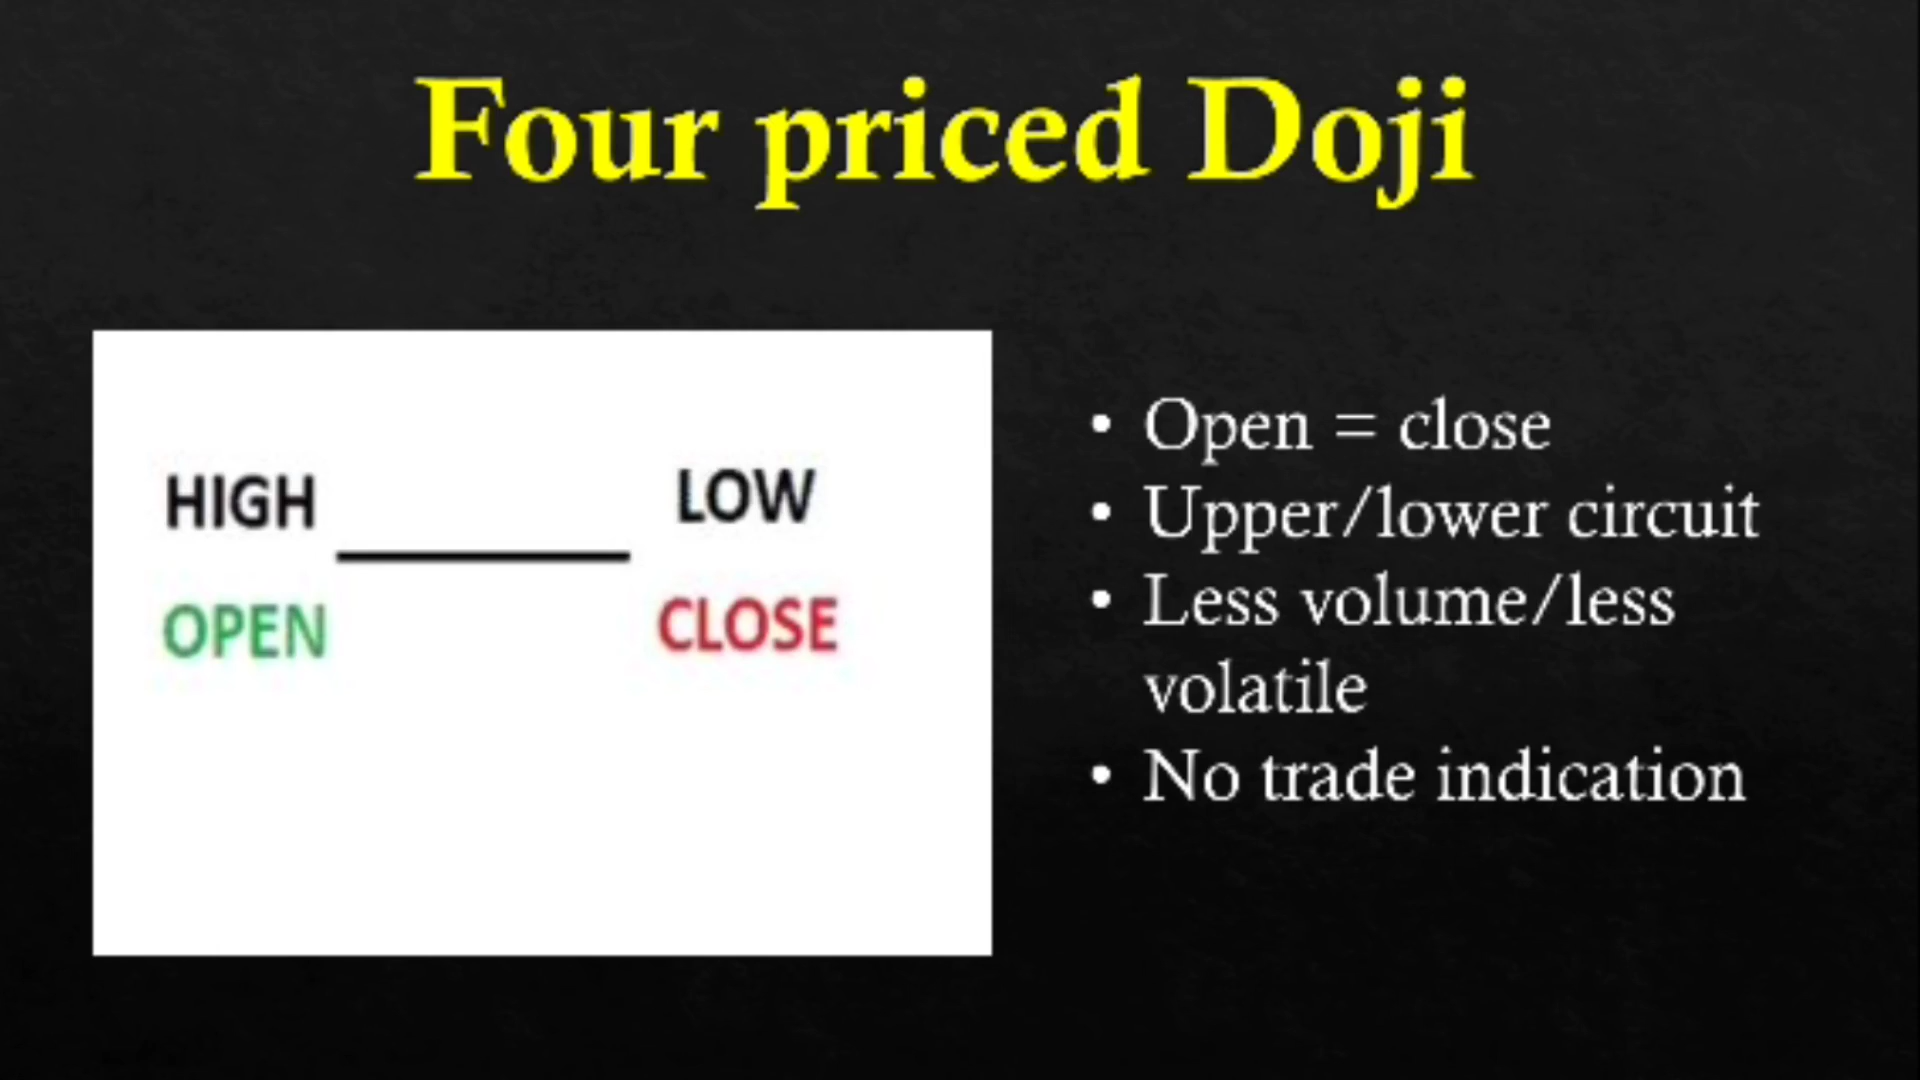 Four priced Doji
HIGH LOW
OPEN CLOSE
• Open = close
• Upper/lower circuit
• Less volume/less
volatile
• No trade indication